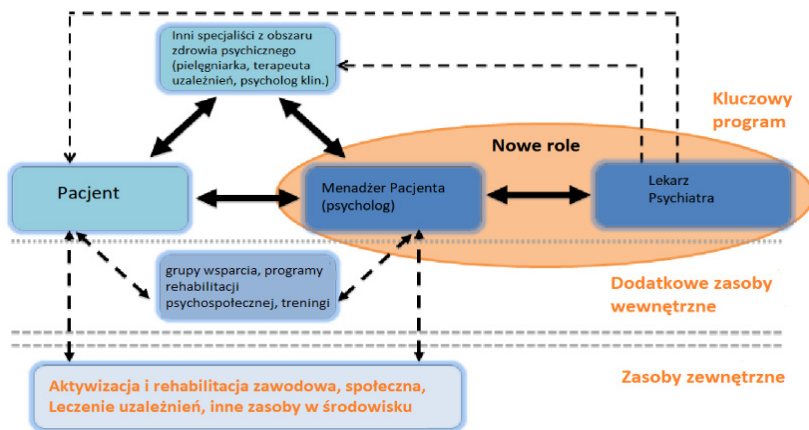 Inni specjaliści z obszaru
zdrowia psychicznego
(pielęgniarka, terapeuta
uzależnień, psycholog klin.)
Kluczowy
program
Nowe role
Pacjent
Menadżer Pacjenta
(psycholog)
Lekarz
Psychiatra
grupy wsparcia, programy
rehabilitacji
psychospołecznej, treningi
Dodatkowe zasoby
wewnętrzne
Aktywizacja i rehabilitacja zawodowa, społeczna,
Leczenie uzależnień, inne zasoby w środowisku
Zasoby zewnętrzne